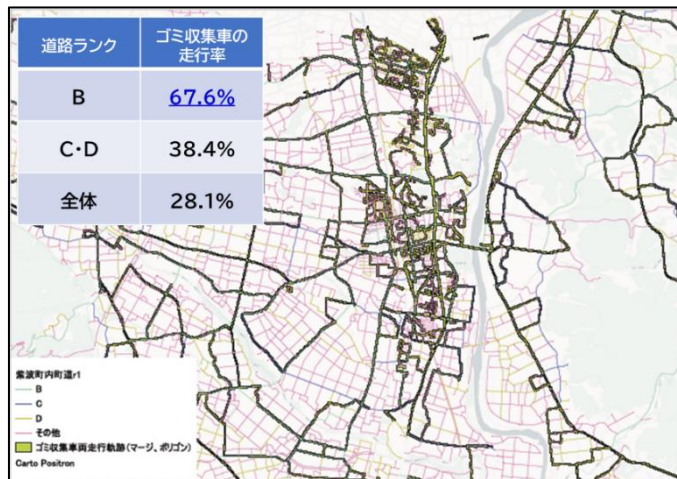 道路ランク
ゴミ収集車の
走行率
B
67.6%
C・D
38.4%
全体
28.1%
紫波町内町道r1
B
C
D
その他
ゴミ収集車両走行軌跡(マージ、ポリゴン)
Carto Positron